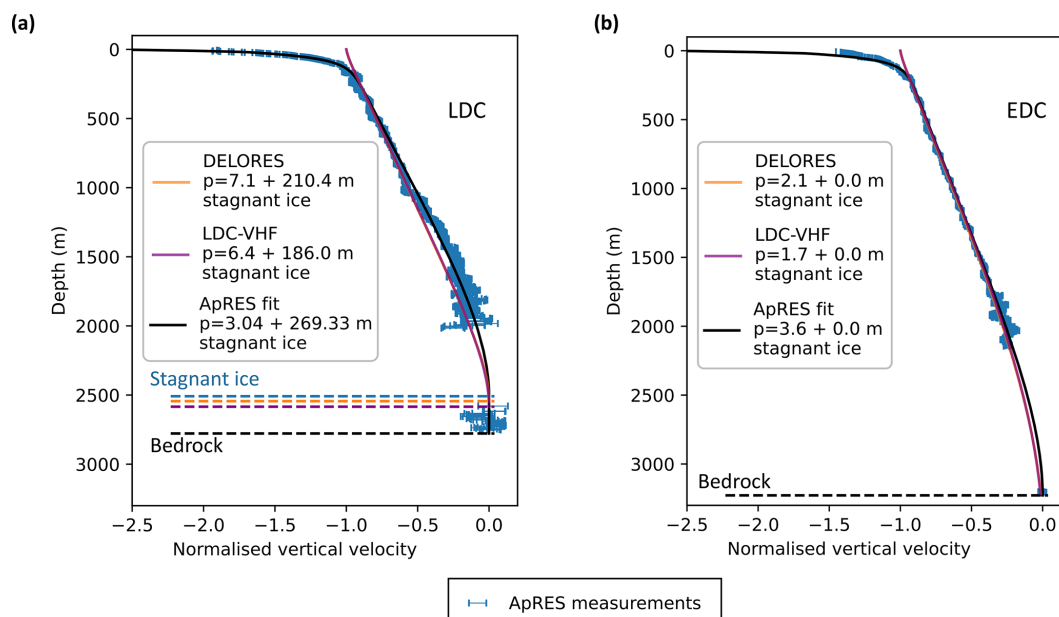 (a)
LDC
DELORES
p=7.1 + 210.4 m
stagnant ice
LDC-VHF
p=6.4 + 186.0 m
stagnant ice
ApRES fit
p=3.04 + 269.33 m
stagnant ice
Stagnant ice
Bedrock
Depth (m)
0
500
1000
1500
2000
2500
3000
−2.5 −2.0 −1.5 −1.0 −0.5 0.0
Normalised vertical velocity
(b)
EDC
DELORES
p=2.1 + 0.0 m
stagnant ice
LDC-VHF
p=1.7 + 0.0 m
stagnant ice
ApRES fit
p=3.6 + 0.0 m
stagnant ice
Bedrock
Depth (m)
0
500
1000
1500
2000
2500
3000
−2.5 −2.0 −1.5 −1.0 −0.5 0.0
Normalised vertical velocity
ApRES measurements